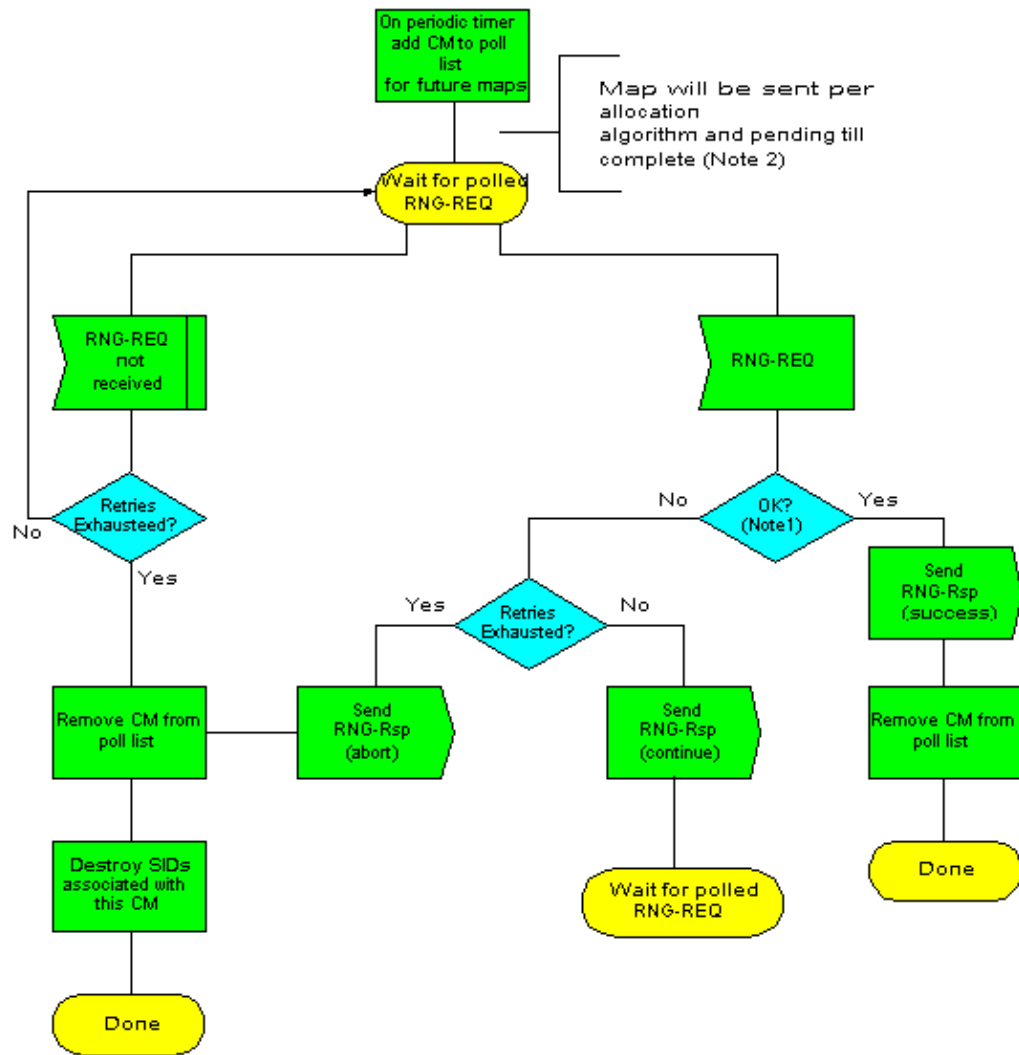 On periodic timer
add CM to poll
list
for future maps
Map will be sent per
allocation
algorithm and pending till
complete (Note 2)
Wait for polled
RNG-REQ
RNG-REQ
not
received
RNG-REQ
Retries
Exhausteed?
No
Yes
OK?
(Note1)
No
Yes
Send
RNG-Rsp
(success)
Retries
Exhausted?
Yes
No
Remove CM from
poll list
Send
RNG-Rsp
(abort)
Send
RNG-Rsp
(continue)
Remove CM from
poll list
Destroy SIDs
associated with
this CM
Wait for polled
RNG-REQ
Done
Done